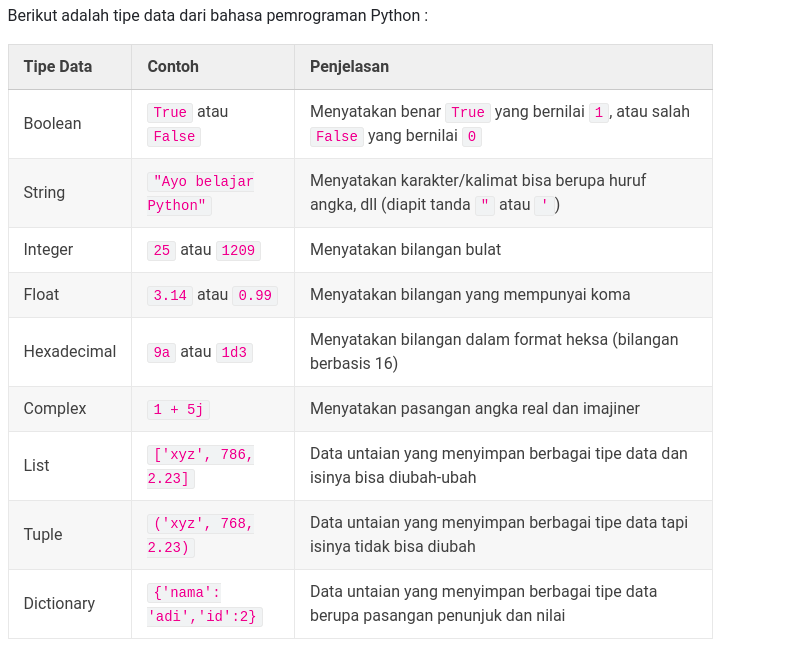 Berikut adalah tipe data dari bahasa pemrograman Python :
Tipe Data Contoh Penjelasan
Boolean
True atau
False
Menyatakan benar True yang bernilai 1 , atau salah
False yang bernilai 0
String
"Ayo belajar
Python"
Menyatakan karakter/kalimat bisa berupa huruf
angka, dll (diapit tanda " atau ' )
Integer
25 atau 1209
Menyatakan bilangan bulat
Float
3.14 atau 0.99
Menyatakan bilangan yang mempunyai koma
Hexadecimal
9a atau 1d3
Menyatakan bilangan dalam format heksa (bilangan
berbasis 16)
Complex
1 + 5j
Menyatakan pasangan angka real dan imajiner
List
['xyz', 786,
2.23]
Data untaian yang menyimpan berbagai tipe data dan
isinya bisa diubah-ubah
Tuple
('xyz', 768,
2.23)
Data untaian yang menyimpan berbagai tipe data tapi
isinya tidak bisa diubah
Dictionary
{'nama':
'adi','id':2}
Data untaian yang menyimpan berbagai tipe data
berupa pasangan penunjuk dan nilai